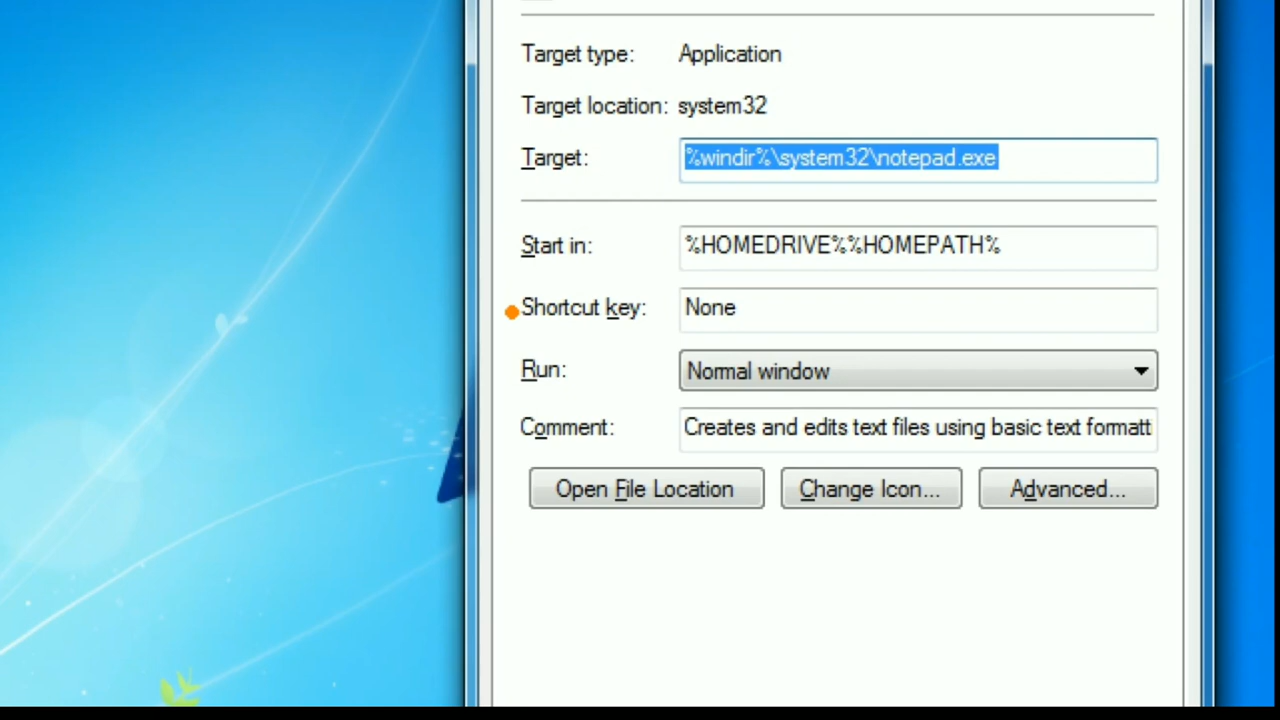 Target type: Application
Target location: system32
Target: %windir%\system32\notepad.exe
Start in: %HOMEDRIVE%%HOMEPATH%
Shortcut key: None
Run: Normal window
Comment: Creates and edits text files using basic text formatti
Open File Location Change Icon... Advanced...